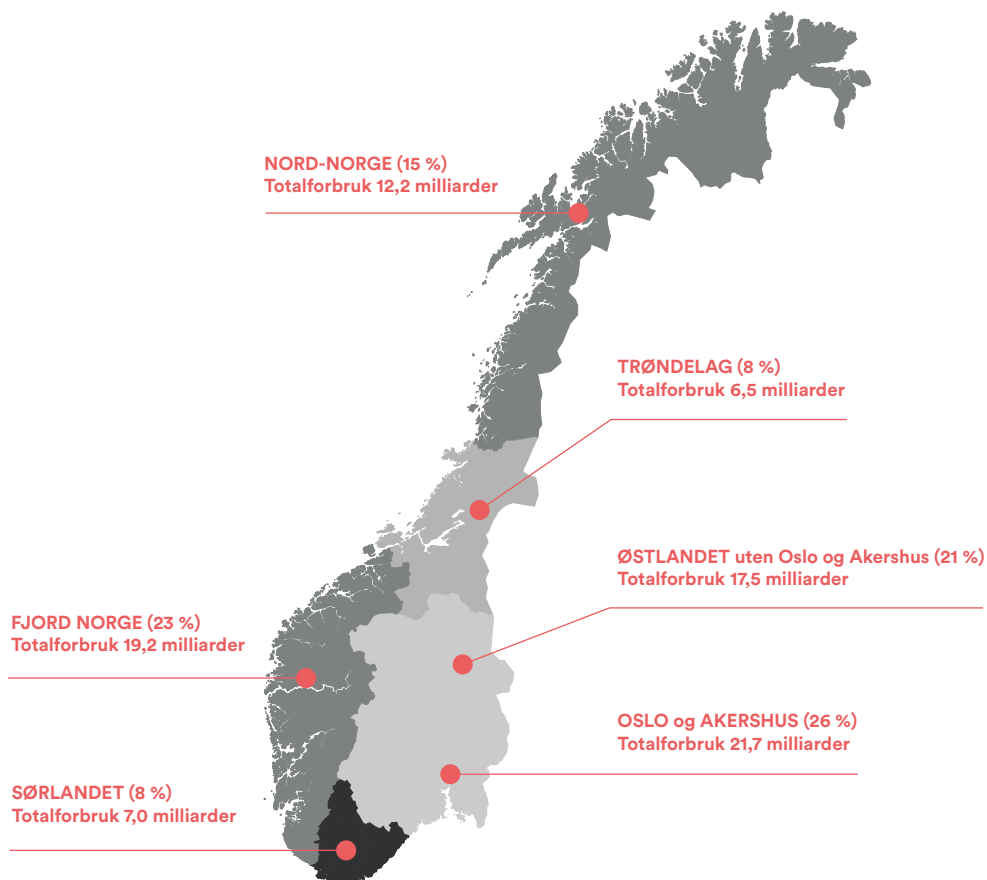 NORD-NORGE (15 %)
Totalforbruk 12,2 milliarder
TRØNDELAG (8 %)
Totalforbruk 6,5 milliarder
ØSTLANDET uten Oslo og Akershus (21 %)
Totalforbruk 17,5 milliarder
FJORD NORGE (23 %)
Totalforbruk 19,2 milliarder
OSLO og AKERSHUS (26 %)
Totalforbruk 21,7 milliarder
SØRLANDET (8 %)
Totalforbruk 7,0 milliarder